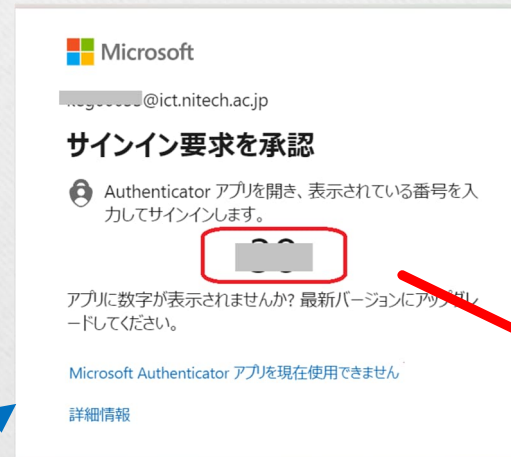 Microsoft
@ict.nitech.ac.jp
サインイン要求を承認
Authenticator アプリを開き、表示されている番号を入
力してサインインします。
アプリに数字が表示されませんか? 最新バージョンにアップグレ
ードしてください。
Microsoft Authenticator アプリを現在使用できません
詳細情報